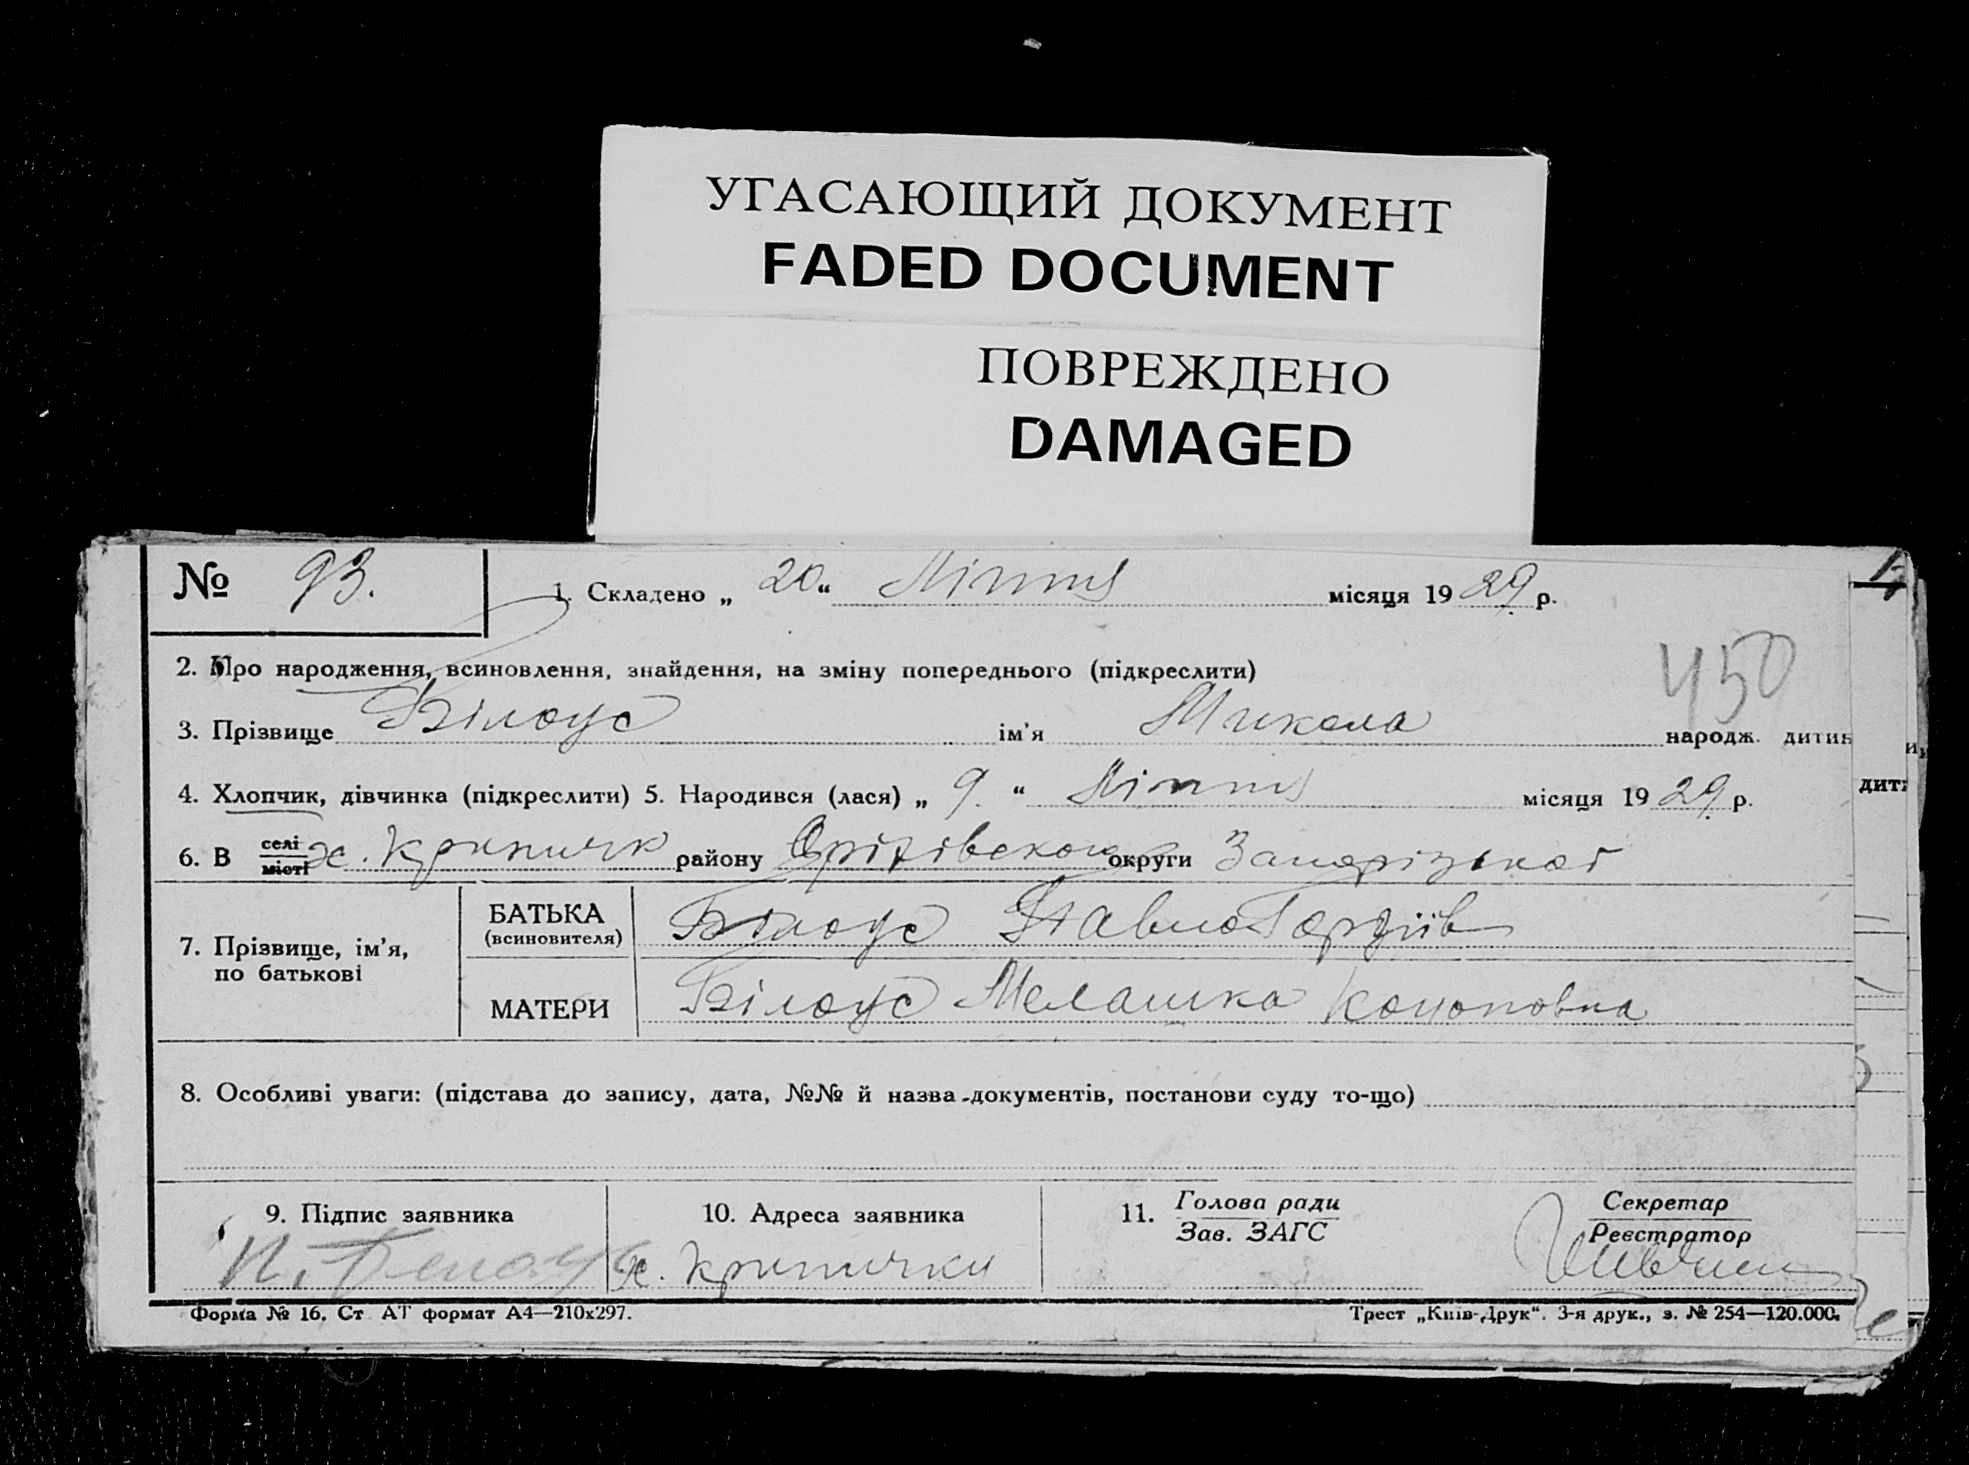 УГАСАЮЩИЙ ДОКУМЕНТ
FADED DOCUMENT
ПОВРЕЖДЕНО
DAMAGED
№ 93.
1. Складено „ 20 “ Липня місяця 1929 р.
450
2. Про народження, всиновлення, знайдення, на зміну попереднього (підкреслити)
3. Прізвище Білоус ім'я Микола народж. дитин
4. Хлопчик, дівчинка (підкреслити) 5. Народився (лася) „ 9. “ Липня місяця 1929 р.
6. В селі місті х. Кринички району Оріхівського округи Запорізької
7. Прізвище, ім'я, по батькові
БАТЬКА (всиновителя) Білоус Павло Гордіїв
МАТЕРИ Білоус Мелашка Кононовна
8. Особливі уваги: (підстава до запису, дата, №№ й назва документів, постанови суду то-що)
9. Підпис заявника
П. Белоус
10. Адреса заявника
х. Кринички
11. Голова ради
Зав. ЗАГС
Секретар
Реєстратор
Форма № 16. Ст АТ формат А4—210х297.
Трест „Київ-Друк“. 3-я друк., з. № 254—120.000.